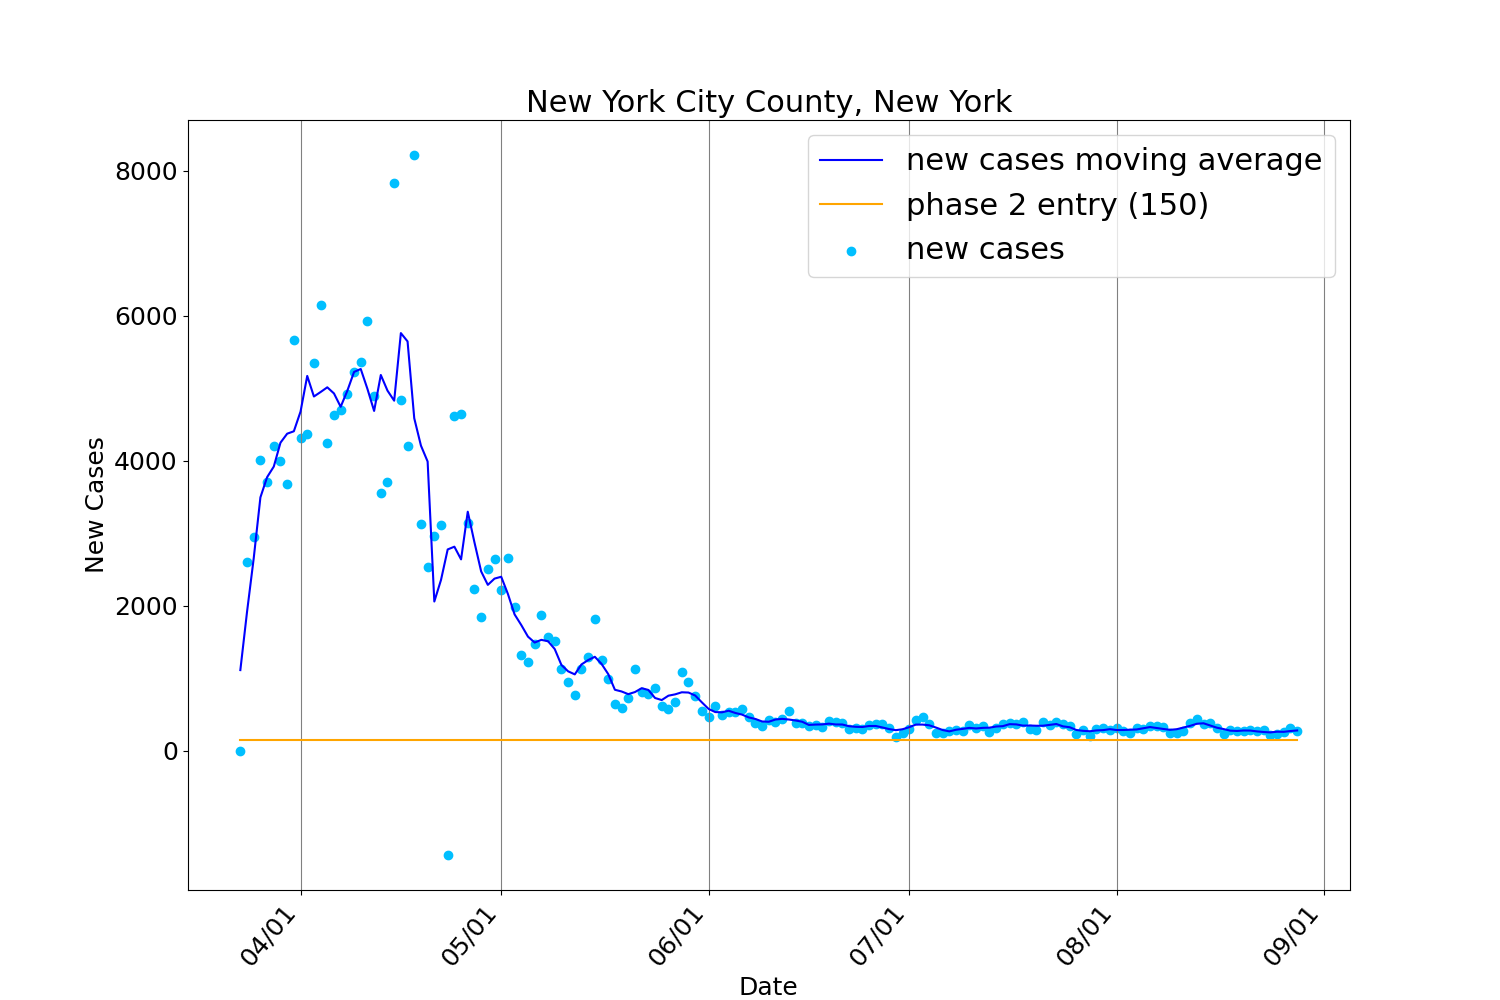 New York City County, New York
new cases moving average
phase 2 entry (150)
new cases
8000
6000
4000
2000
0
New Cases
04/01
05/01
06/01
07/01
08/01
09/01
Date